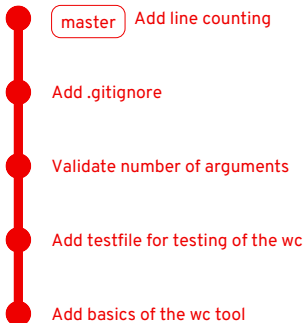 master Add line counting
Add .gitignore
Validate number of arguments
Add testfile for testing of the wc
Add basics of the wc tool